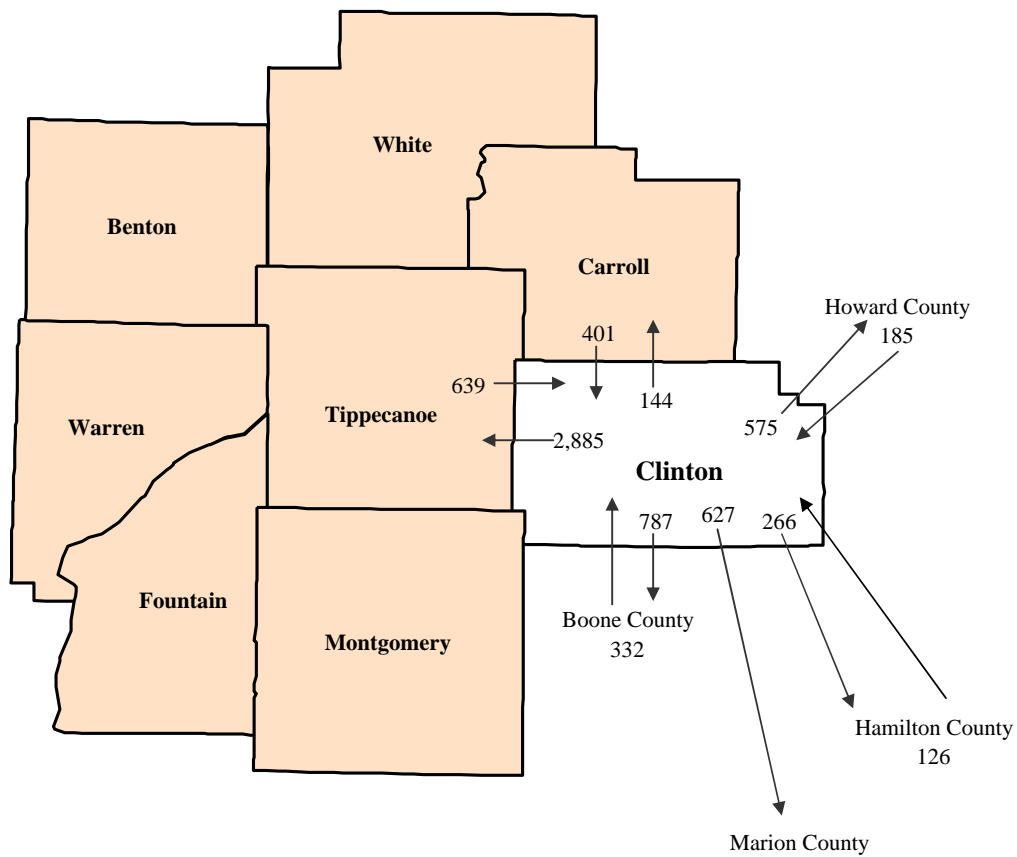 White
Benton
Carroll
Howard County
185
401
639
144
Tippecanoe
575
Warren
2,885
Clinton
787
627
266
Fountain
Boone County
332
Montgomery
Hamilton County
126
Marion County